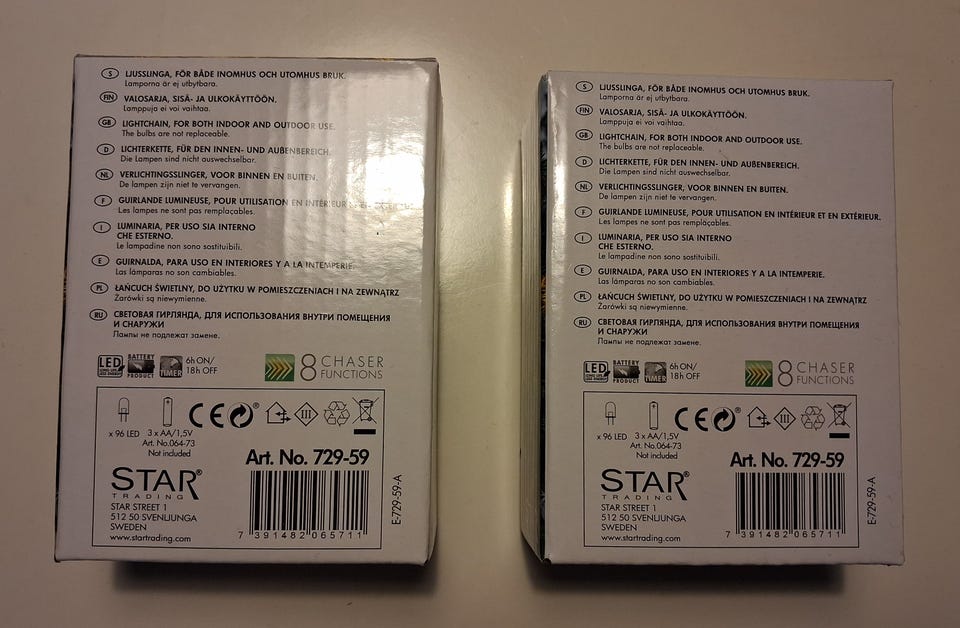 S LJUSSLINGA, FÖR BÅDE INOMHUS OCH UTOMHUS BRUK.
Lamporna är ej utbytbara.
FIN VALOSARJA, SISÄ- JA ULKOKÄYTTÖÖN.
Lamppuja ei voi vaihtaa.
GB LIGHTCHAIN, FOR BOTH INDOOR AND OUTDOOR USE.
The bulbs are not replaceable.
D LICHTERKETTE, FÜR DEN INNEN- UND AUßENBEREICH.
Die Lampen sind nicht auswechselbar.
NL VERLICHTINGSSLINGER, VOOR BINNEN EN BUITEN.
De lampen zijn niet te vervangen.
F GUIRLANDE LUMINEUSE, POUR UTILISATION EN INTÉRIEUR
Les lampes ne sont pas remplaçables.
I LUMINARIA, PER USO SIA INTERNO
CHE ESTERNO.
Le lampadine non sono sostituibili.
E GUIRNALDA, PARA USO EN INTERIORES Y A LA INTEMPERIE.
Las lámparas no son cambiables.
PL ŁAŃCUCH ŚWIETLNY, DO UŻYTKU W POMIESZCZENIACH I NA ZEWNĄTRZ
Żarówki są niewymienne.
RU СВЕТОВАЯ ГИРЛЯНДА, ДЛЯ ИСПОЛЬЗОВАНИЯ ВНУТРИ ПОМЕЩЕНИЯ
И СНАРУЖИ
Лампы не подлежат замене.
LED BATTERY PRODUCT TIMER 6h ON/
18h OFF
8 CHASER
FUNCTIONS
x 96 LED
3 x AA/1,5V
Art. No.064-73
Not included
CE III
Art. No. 729-59
STAR®
TRADING
STAR STREET 1
512 50 SVENLJUNGA
SWEDEN
www.startrading.com
7 391482 065711
E-729-59-A
S LJUSSLINGA, FÖR BÅDE INOMHUS OCH UTOMHUS BRUK.
Lamporna är ej utbytbara.
FIN VALOSARJA, SISÄ- JA ULKOKÄYTTÖÖN.
Lamppuja ei voi vaihtaa.
GB LIGHTCHAIN, FOR BOTH INDOOR AND OUTDOOR USE.
The bulbs are not replaceable.
D LICHTERKETTE, FÜR DEN INNEN- UND AUßENBEREICH.
Die Lampen sind nicht auswechselbar.
NL VERLICHTINGSSLINGER, VOOR BINNEN EN BUITEN.
De lampen zijn niet te vervangen.
F GUIRLANDE LUMINEUSE, POUR UTILISATION EN INTÉRIEUR ET EN EXTÉRIEUR.
Les lampes ne sont pas remplaçables.
I LUMINARIA, PER USO SIA INTERNO
CHE ESTERNO.
Le lampadine non sono sostituibili.
E GUIRNALDA, PARA USO EN INTERIORES Y A LA INTEMPERIE.
Las lámparas no son cambiables.
PL ŁAŃCUCH ŚWIETLNY, DO UŻYTKU W POMIESZCZENIACH I NA ZEWNĄTRZ
Żarówki są niewymienne.
RU СВЕТОВАЯ ГИРЛЯНДА, ДЛЯ ИСПОЛЬЗОВАНИЯ ВНУТРИ ПОМЕЩЕНИЯ
И СНАРУЖИ
Лампы не подлежат замене.
LED BATTERY PRODUCT TIMER 6h ON/
18h OFF
8 CHASER
FUNCTIONS
x 96 LED
3 x AA/1,5V
Art. No.064-73
Not included
CE III
Art. No. 729-59
STAR®
TRADING
STAR STREET 1
512 50 SVENLJUNGA
SWEDEN
www.startrading.com
7 391482 065711
E-729-59-A